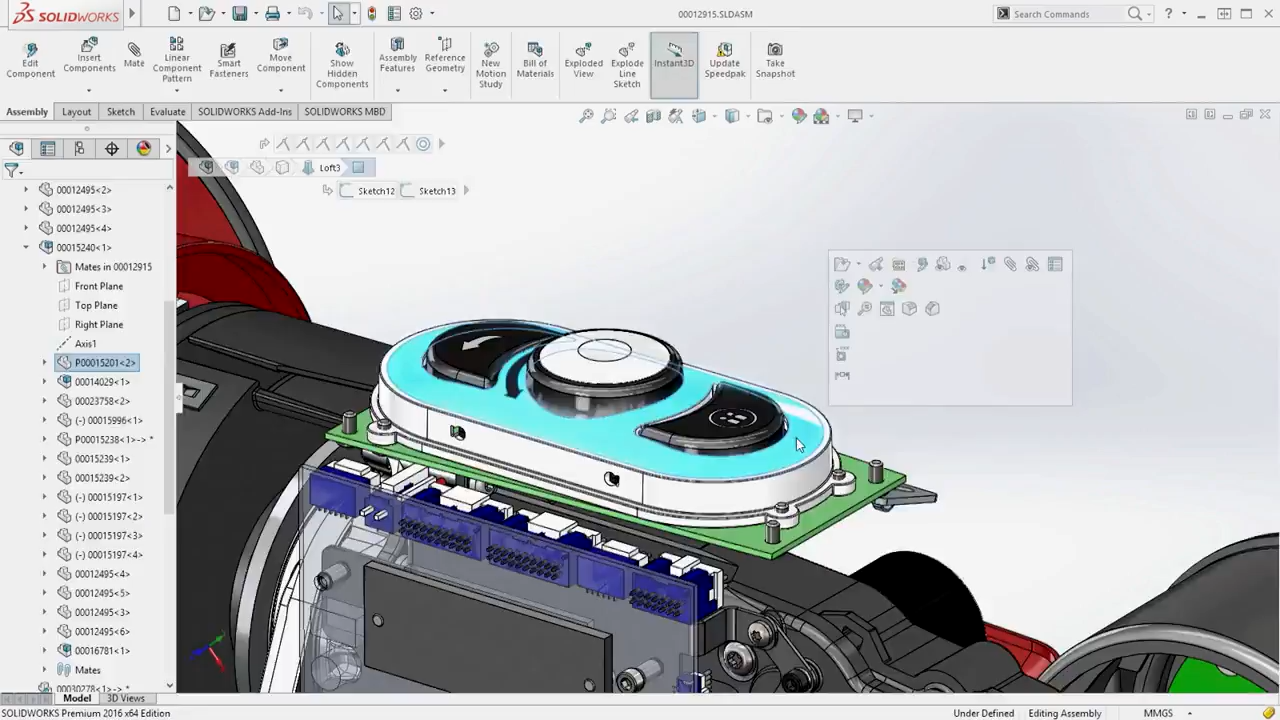 SOLIDWORKS
00012915.SLDASM
Search Commands
Edit Component
Insert Components
Mate
Linear Component Pattern
Smart Fasteners
Move Component
Show Hidden Components
Assembly Features
Reference Geometry
New Motion Study
Bill of Materials
Exploded View
Explode Line Sketch
Instant3D
Update Speedpak
Take Snapshot
Assembly
Layout
Sketch
Evaluate
SOLIDWORKS Add-Ins
SOLIDWORKS MBD
Loft3
Sketch12
Sketch13
00012495<2>
00012495<3>
00012495<4>
00015240<1>
Mates in 00012915
Front Plane
Top Plane
Right Plane
Axis1
P00015201<2>
00014029<1>
00023758<2>
(-) 00015996<1>
P00015238<1>-> *
00015239<1>
00015239<2>
(-) 00015197<1>
(-) 00015197<2>
(-) 00015197<3>
(-) 00015197<4>
00012495<4>
00012495<5>
00012495<3>
00012495<6>
00016781<1>
Mates
00030278<1>-> *
Model
3D Views
SOLIDWORKS Premium 2016 x64 Edition
Under Defined
Editing Assembly
MMGS